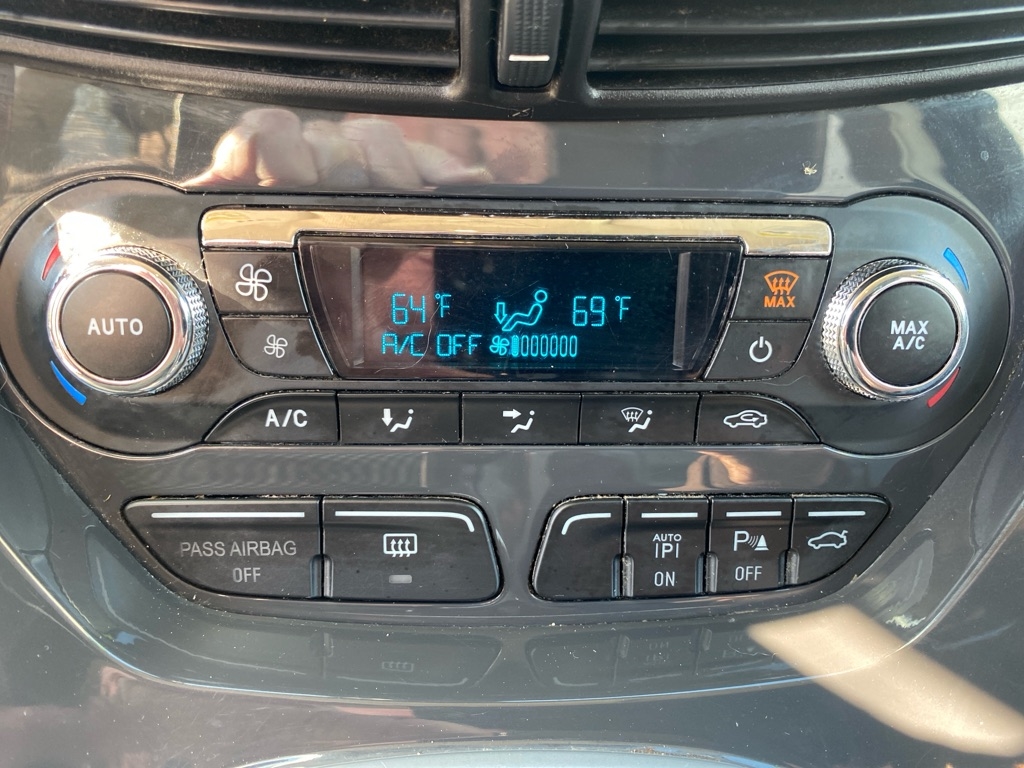 64°F 69°F
A/C OFF
AUTO
MAX
MAX
A/C
A/C
PASS AIRBAG
OFF
AUTO
P
ON
P
OFF